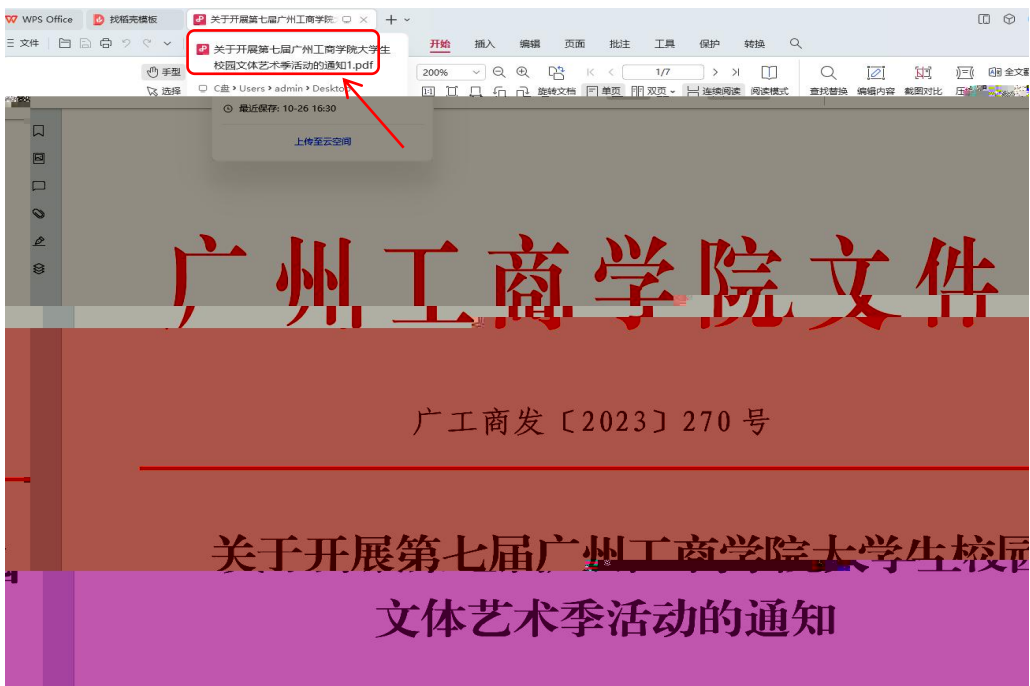 WPS Office 找稻壳模板 关于开展第七届广州工商学院
文件 开始 插入 编辑 页面 批注 工具 保护 转换
关于开展第七届广州工商学院大学生
校园文体艺术季活动的通知1.pdf
手型 200% 1/7
选择 C盘 Users admin Desktop 旋转文档 单页 双页 连续阅读 阅读模式 查找替换 编辑内容 截图对比
最近保存: 10-26 16:30
上传至云空间
广州工商学院文件
广工商发〔2023〕270 号
关于开展第七届广州工商学院大学生校园
文体艺术季活动的通知